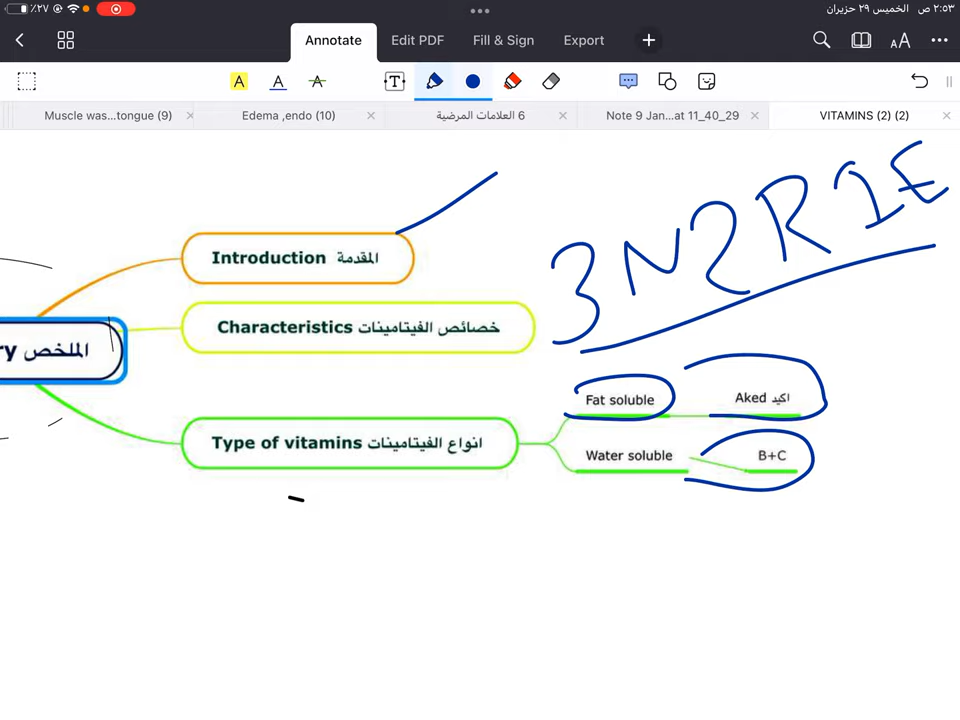 ٢:٥٣ ص الخميس ٢٩ حزيران
٪٢٧
Annotate
Edit PDF
Fill & Sign
Export
A
A
A
T
AA
Muscle was...tongue (9)
Edema ,endo (10)
6 العلامات المرضية
Note 9 Jan...at 11_40_29
VITAMINS (2) (2)
3N2R1E
Introduction المقدمة
Characteristics خصائص الفيتامينات
ry الملخص
Fat soluble
Aked اكيد
Type of vitamins انواع الفيتامينات
Water soluble
B+C